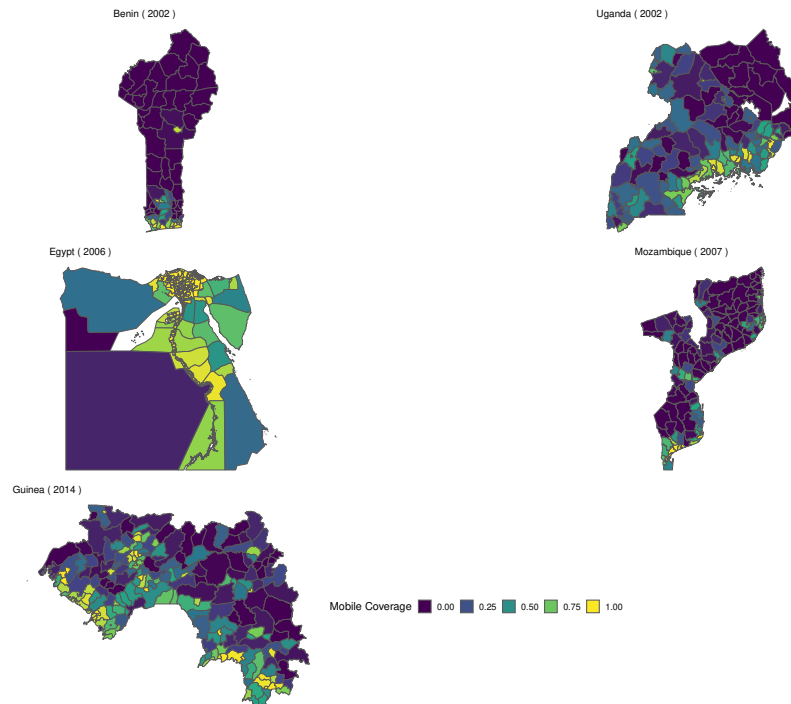 Benin ( 2002 )
Uganda ( 2002 )
Egypt ( 2006 )
Mozambique ( 2007 )
Guinea ( 2014 )
Mobile Coverage 0.00 0.25 0.50 0.75 1.00